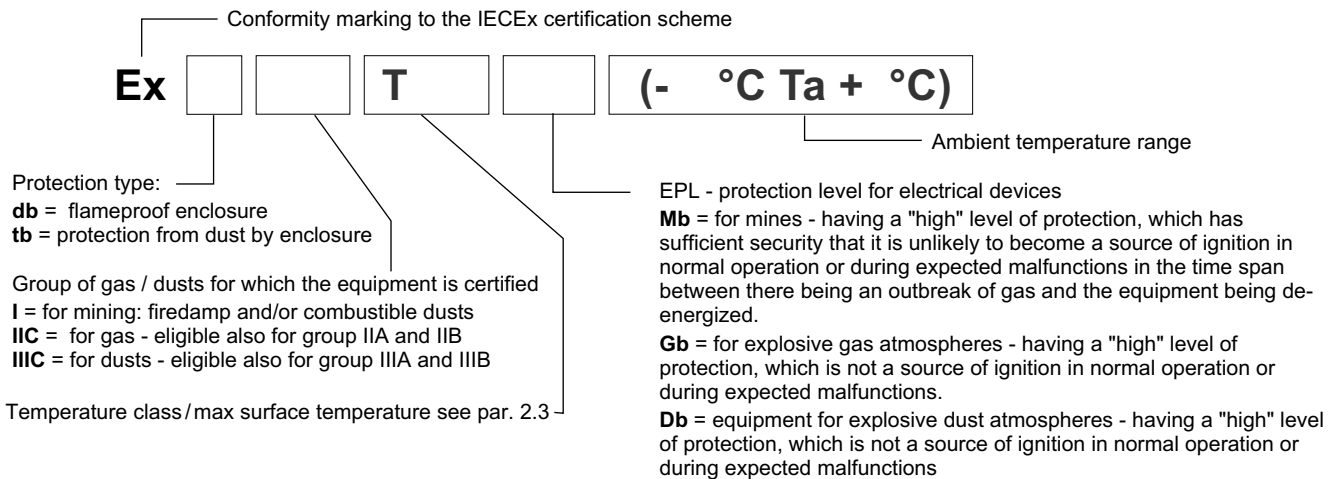 Conformity marking to the IECEx certification scheme
Ex T (- °C Ta + °C)
Ambient temperature range
Protection type:
db = flameproof enclosure
tb = protection from dust by enclosure
Group of gas / dusts for which the equipment is certified
I = for mining: firedamp and/or combustible dusts
IIC = for gas - eligible also for group IIA and IIB
IIIC = for dusts - eligible also for group IIIA and IIIB
Temperature class/max surface temperature see par. 2.3
EPL - protection level for electrical devices
Mb = for mines - having a "high" level of protection, which has
sufficient security that it is unlikely to become a source of ignition in
normal operation or during expected malfunctions in the time span
between there being an outbreak of gas and the equipment being de-
energized.
Gb = for explosive gas atmospheres - having a "high" level of
protection, which is not a source of ignition in normal operation or
during expected malfunctions.
Db = equipment for explosive dust atmospheres - having a "high" level
of protection, which is not a source of ignition in normal operation or
during expected malfunctions